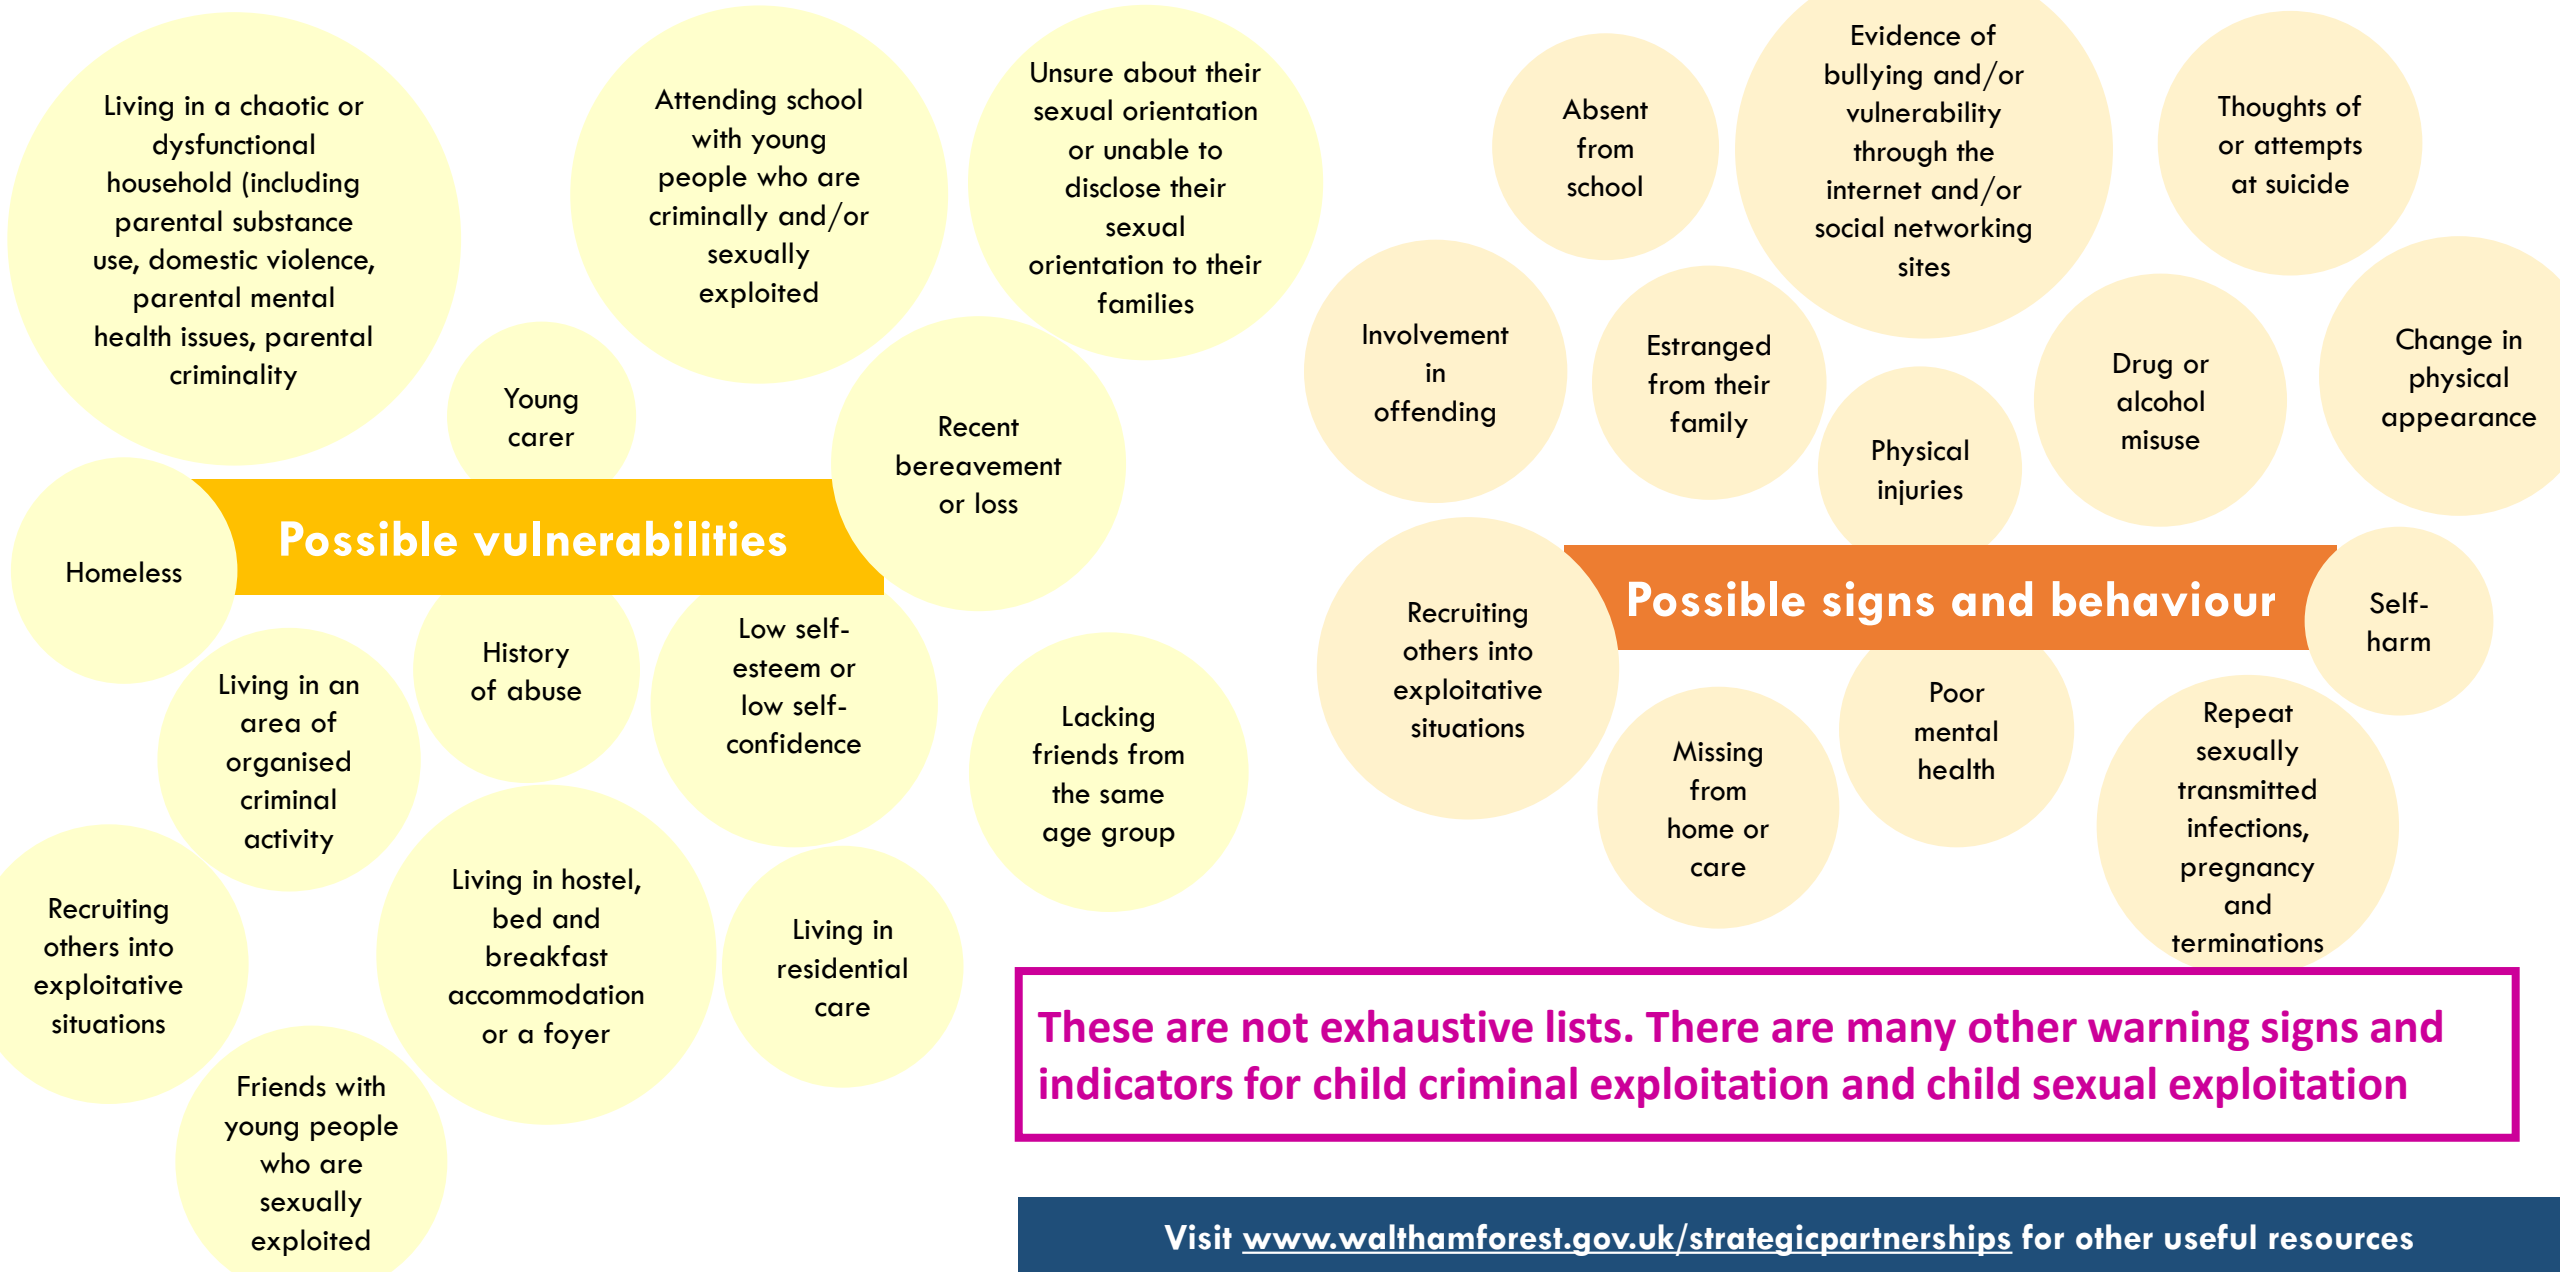 Living in a chaotic or
dysfunctional
household (including
parental substance
use, domestic violence,
parental mental
health issues, parental
criminality
Attending school
with young
people who are
criminally and/or
sexually
exploited
Unsure about their
sexual orientation
or unable to
disclose their
sexual
orientation to their
families
Young
carer
Recent
bereavement
or loss
Possible vulnerabilities
Homeless
Living in an
area of
organised
criminal
activity
History
of abuse
Low self-
esteem or
low self-
confidence
Lacking
friends from
the same
age group
Recruiting
others into
exploitative
situations
Living in hostel,
bed and
breakfast
accommodation
or a foyer
Living in
residential
care
Friends with
young people
who are
sexually
exploited
Absent
from
school
Evidence of
bullying and/or
vulnerability
through the
internet and/or
social networking
sites
Thoughts of
or attempts
at suicide
Involvement
in
offending
Estranged
from their
family
Physical
injuries
Drug or
alcohol
misuse
Change in
physical
appearance
Possible signs and behaviour
Recruiting
others into
exploitative
situations
Missing
from
home or
care
Poor
mental
health
Repeat
sexually
transmitted
infections,
pregnancy
and
terminations
Self-
harm
These are not exhaustive lists. There are many other warning signs and
indicators for child criminal exploitation and child sexual exploitation
Visit www.walthamforest.gov.uk/strategicpartnerships for other useful resources